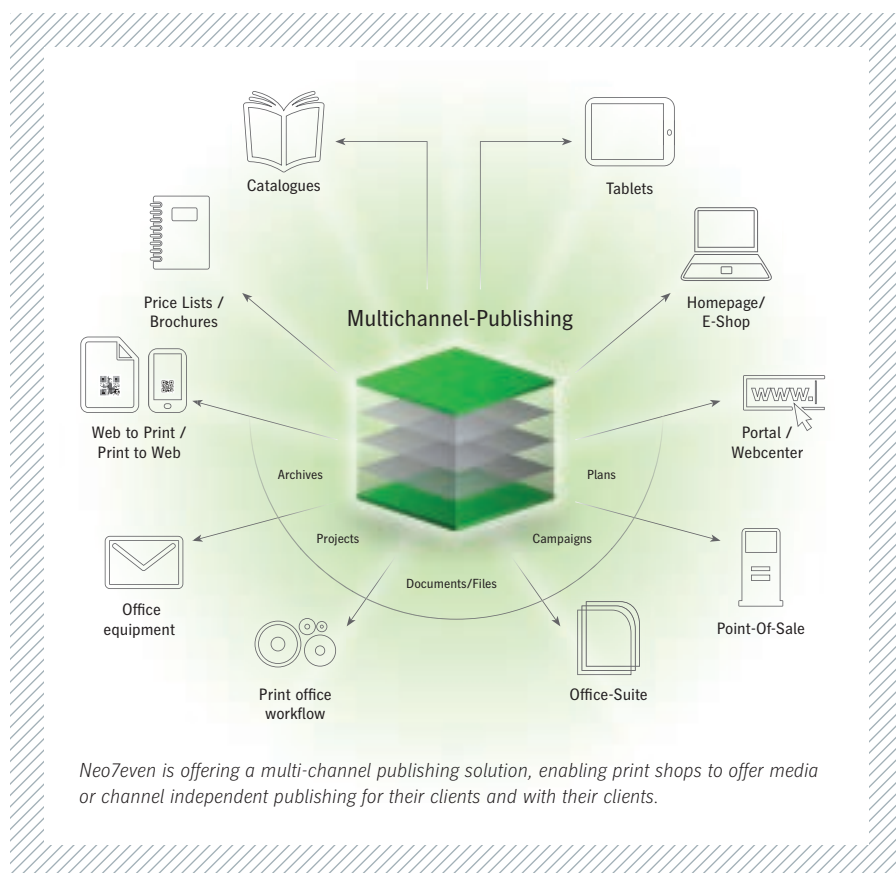 Catalogues
Tablets
Price Lists /
Brochures
Homepage/
E-Shop
Multichannel-Publishing
Web to Print /
Print to Web
www.
Portal /
Webcenter
Archives
Plans
Projects
Campaigns
Documents/Files
Office
equipment
Point-Of-Sale
Print office
workflow
Office-Suite
Neo7even is offering a multi-channel publishing solution, enabling print shops to offer media
or channel independent publishing for their clients and with their clients.